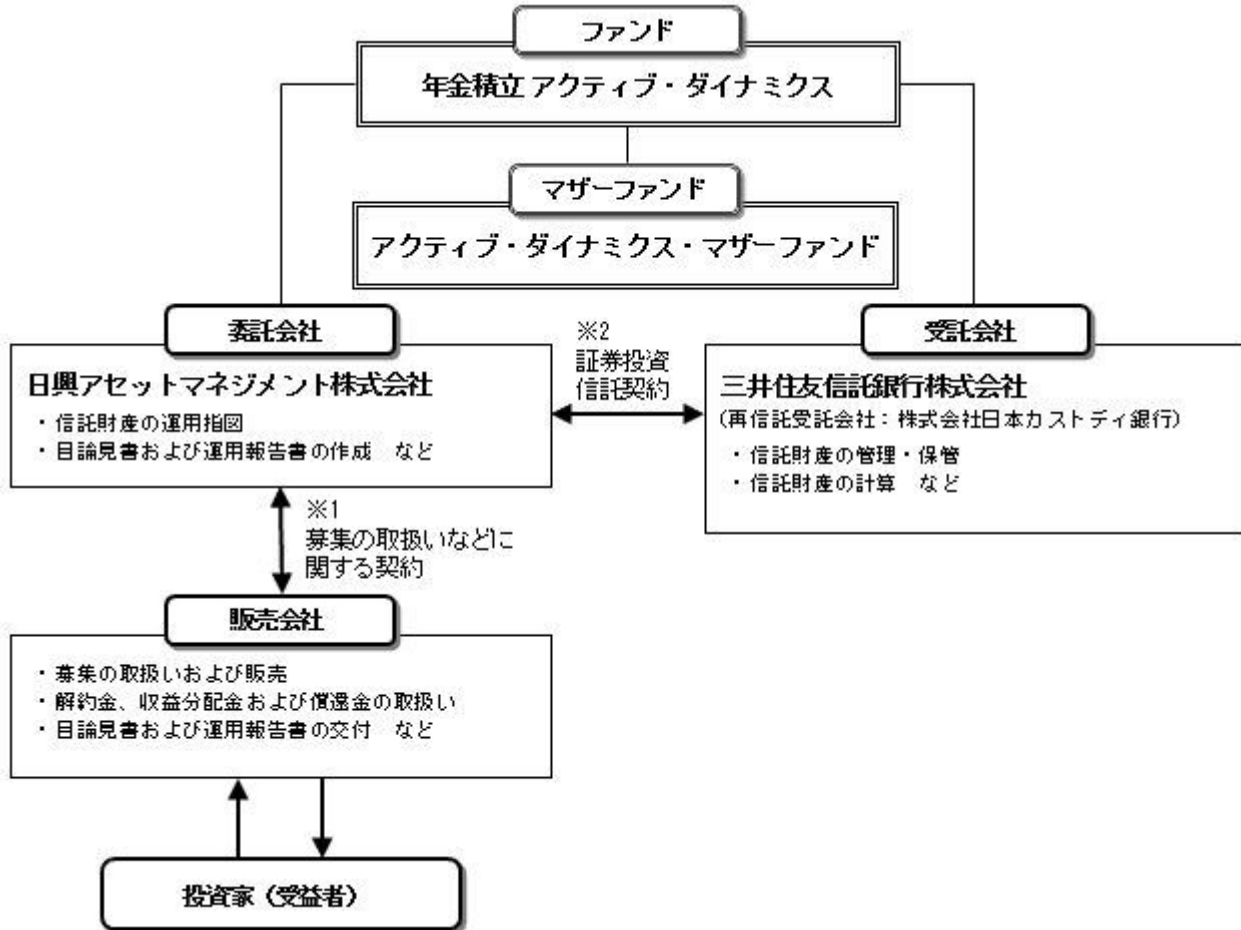 ファンド
年金積立 アクティブ・ダイナミクス
マザーファンド
アクティブ・ダイナミクス・マザーファンド
委託会社
日興アセットマネジメント株式会社
・信託財産の運用指図
・目論見書および運用報告書の作成 など
※2
証券投資
信託契約
受託会社
三井住友信託銀行株式会社
(再信託受託会社：株式会社日本カストディ銀行)
・信託財産の管理・保管
・信託財産の計算 など
※1
募集の取扱いなどに
関する契約
販売会社
・募集の取扱いおよび販売
・解約金、収益分配金および償還金の取扱い
・目論見書および運用報告書の交付 など
投資家（受益者）